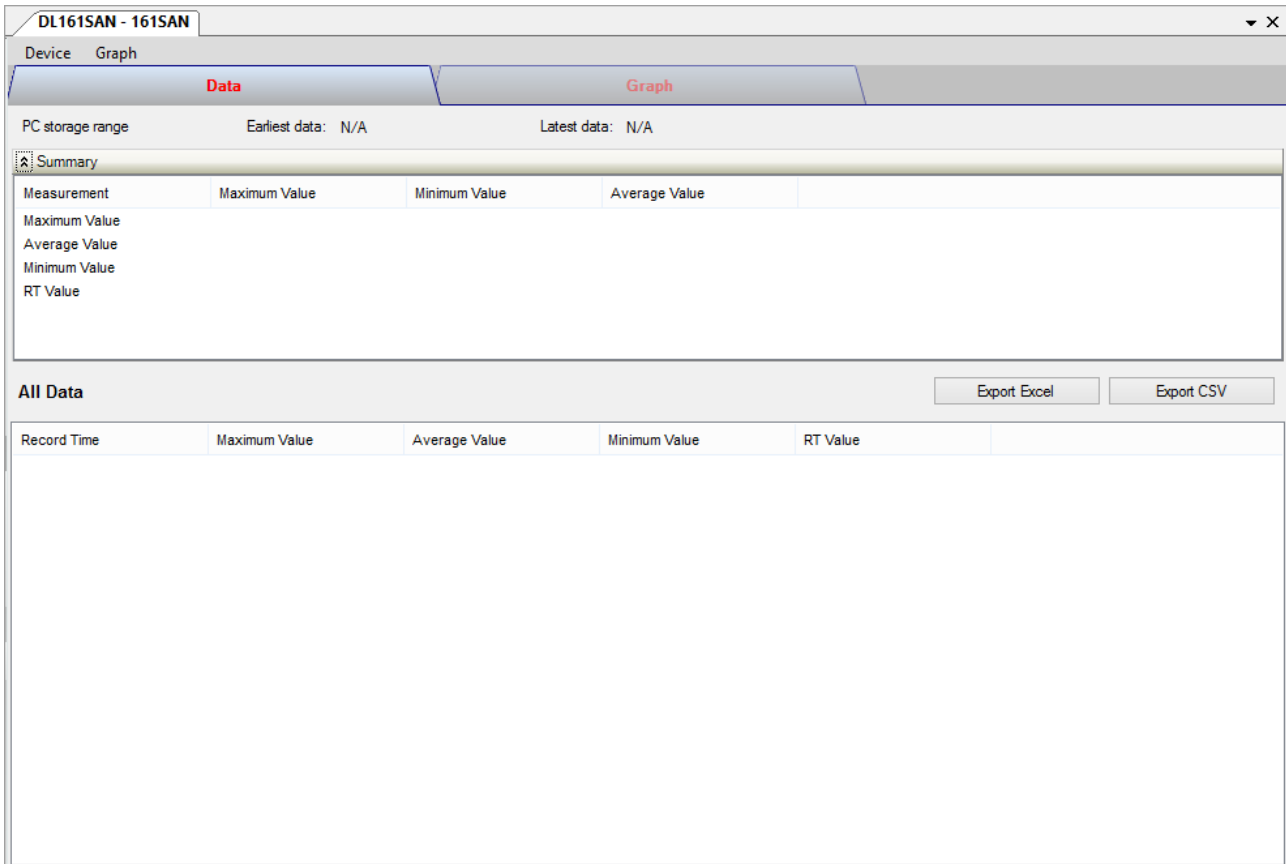 DL161SAN - 161SAN
Device Graph
Data Graph
PC storage range Earliest data: N/A Latest data: N/A
Summary
Measurement Maximum Value Minimum Value Average Value
Maximum Value
Average Value
Minimum Value
RT Value
All Data Export Excel Export CSV
Record Time Maximum Value Average Value Minimum Value RT Value